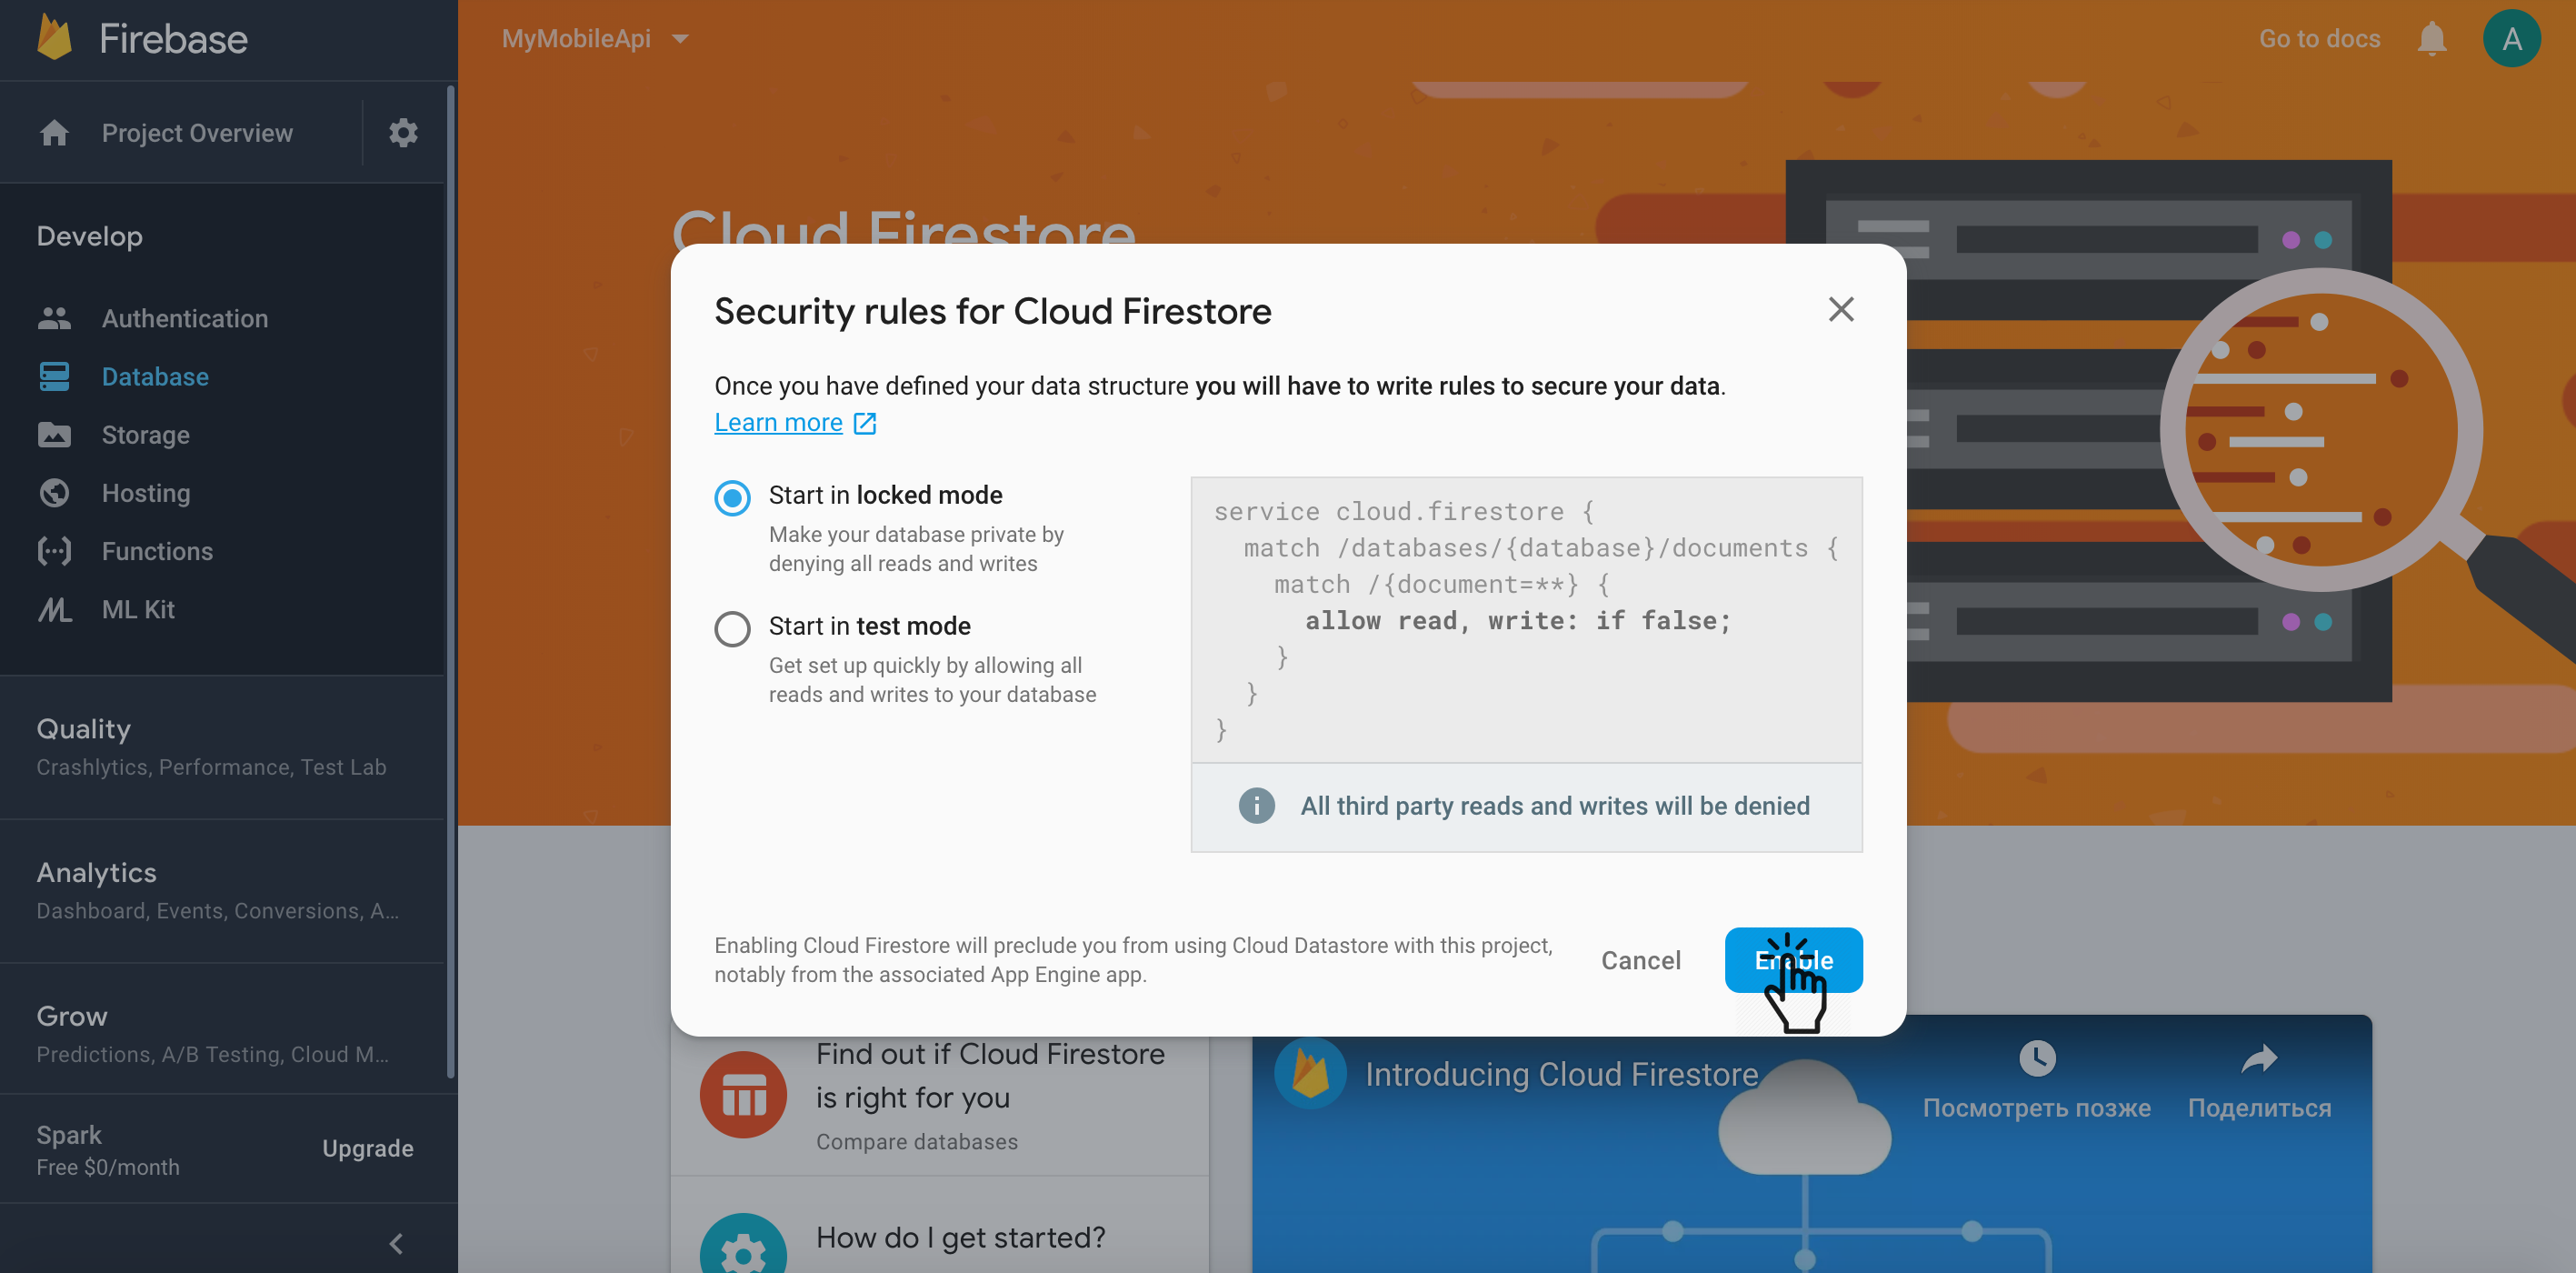 Firebase
MyMobileApi
Go to docs
A
Project Overview
Develop
Authentication
Database
Storage
Hosting
Functions
ML Kit
Quality
Crashlytics, Performance, Test Lab
Analytics
Dashboard, Events, Conversions, A...
Grow
Predictions, A/B Testing, Cloud M...
Spark
Free $0/month
Upgrade
Cloud Firestore
Security rules for Cloud Firestore
Once you have defined your data structure you will have to write rules to secure your data.
Learn more
Start in locked mode
Make your database private by
denying all reads and writes
Start in test mode
Get set up quickly by allowing all
reads and writes to your database
service cloud.firestore {
match /databases/{database}/documents {
match /{document=**} {
allow read, write: if false;
}
}
}
All third party reads and writes will be denied
Enabling Cloud Firestore will preclude you from using Cloud Datastore with this project,
notably from the associated App Engine app.
Cancel
Enable
Find out if Cloud Firestore
is right for you
Compare databases
How do I get started?
Introducing Cloud Firestore
Посмотреть позже
Поделиться